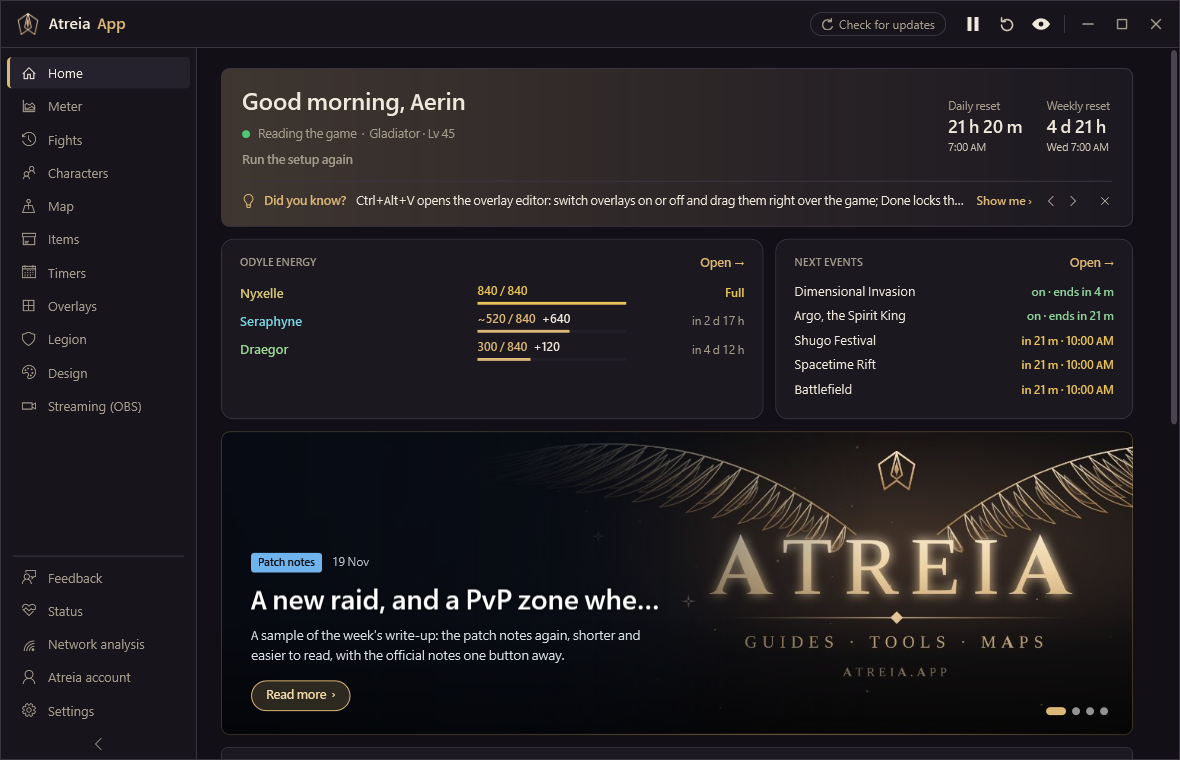 Atreia App
Check for updates
Home
Meter
Fights
Characters
Map
Items
Timers
Overlays
Legion
Design
Streaming (OBS)
Feedback
Status
Network analysis
Atreia account
Settings
Good morning, Aerin
Reading the game · Gladiator · Lv 45
Run the setup again
Daily reset
21 h 20 m
7:00 AM
Weekly reset
4 d 21 h
Wed 7:00 AM
Did you know? Ctrl+Alt+V opens the overlay editor: switch overlays on or off and drag them right over the game; Done locks th... Show me ›
ODYLE ENERGY Open →
Nyxelle 840 / 840 Full
Seraphyne ~520 / 840 +640 in 2 d 17 h
Draegor 300 / 840 +120 in 4 d 12 h
NEXT EVENTS Open →
Dimensional Invasion on · ends in 4 m
Argo, the Spirit King on · ends in 21 m
Shugo Festival in 21 m · 10:00 AM
Spacetime Rift in 21 m · 10:00 AM
Battlefield in 21 m · 10:00 AM
Patch notes 19 Nov
A new raid, and a PvP zone whe...
A sample of the week's write-up: the patch notes again, shorter and
easier to read, with the official notes one button away.
Read more ›
ATREIA
GUIDES · TOOLS · MAPS
ATREIA.APP